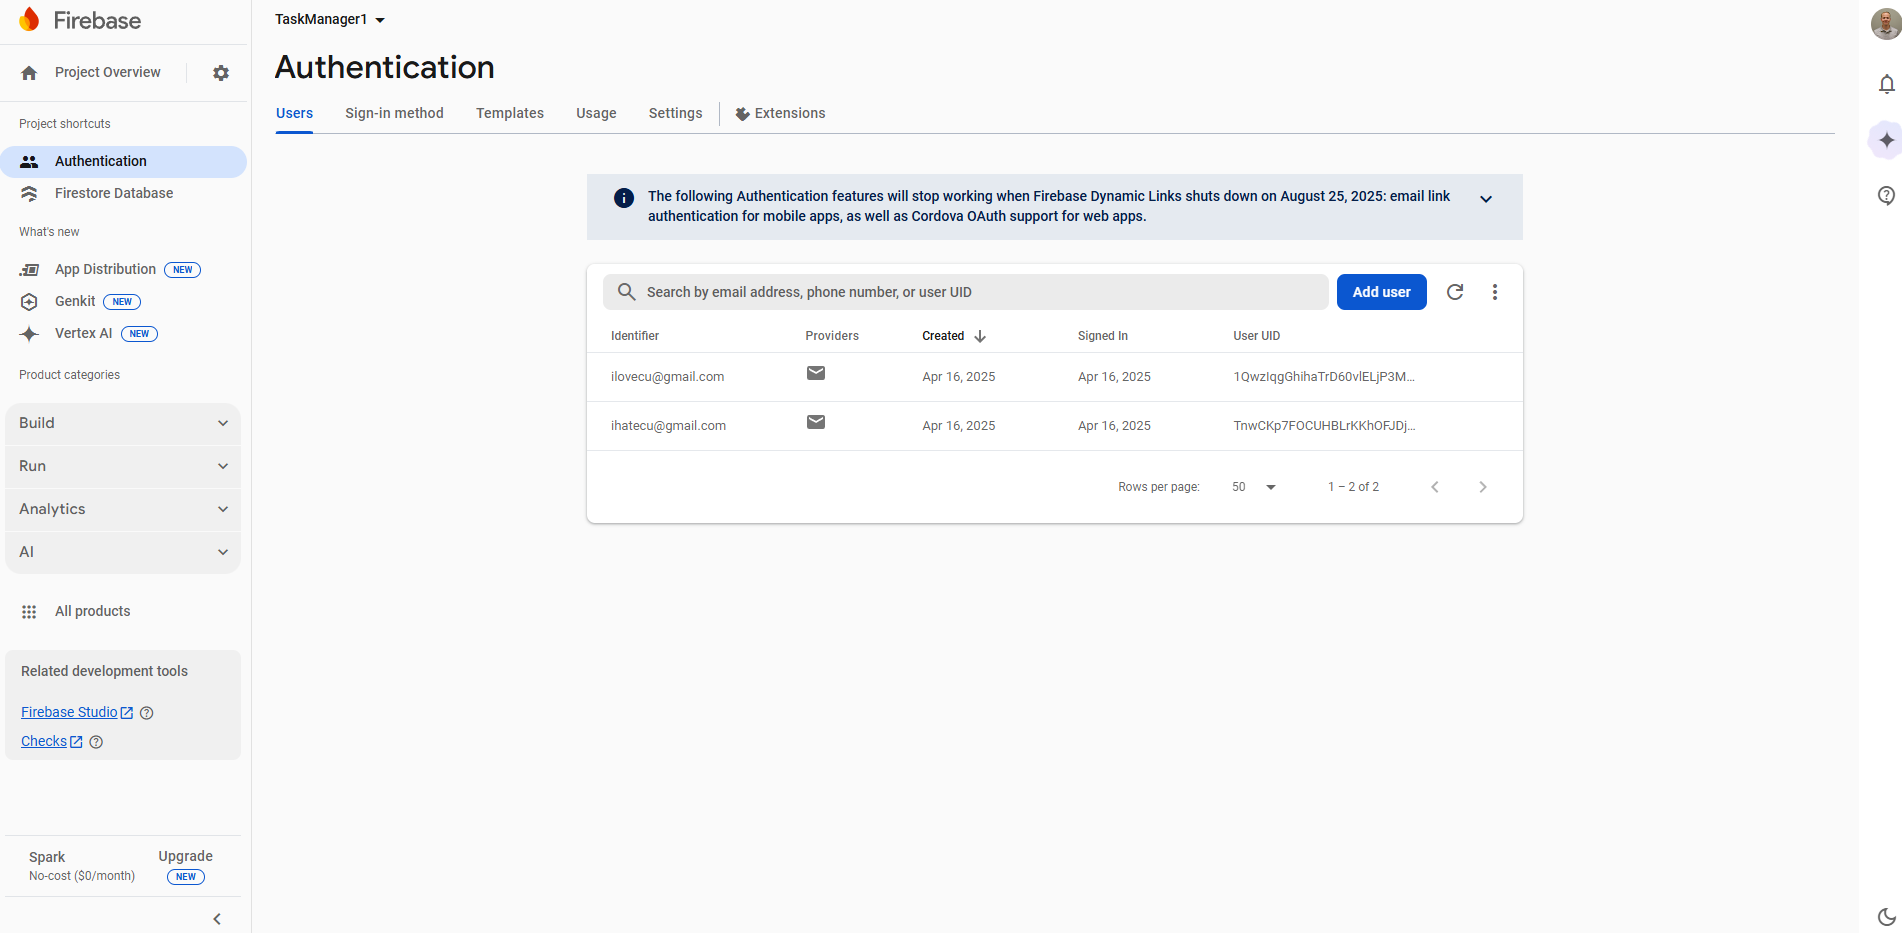 Firebase
Project Overview
Project shortcuts
Authentication
Firestore Database
What's new
App Distribution NEW
Genkit NEW
Vertex AI NEW
Product categories
Build
Run
Analytics
AI
All products
Related development tools
Firebase Studio
Checks
Spark
No-cost ($0/month)
Upgrade
NEW
TaskManager1
Authentication
Users Sign-in method Templates Usage Settings Extensions
The following Authentication features will stop working when Firebase Dynamic Links shuts down on August 25, 2025: email link
authentication for mobile apps, as well as Cordova OAuth support for web apps.
Search by email address, phone number, or user UID Add user
Identifier Providers Created Signed In User UID
ilovecu@gmail.com Apr 16, 2025 Apr 16, 2025 1QwzIqgGhihaTrD60vlELjP3M...
ihatecu@gmail.com Apr 16, 2025 Apr 16, 2025 TnwCKp7FOCUHBLrKKhOFJDj...
Rows per page: 50 1 – 2 of 2